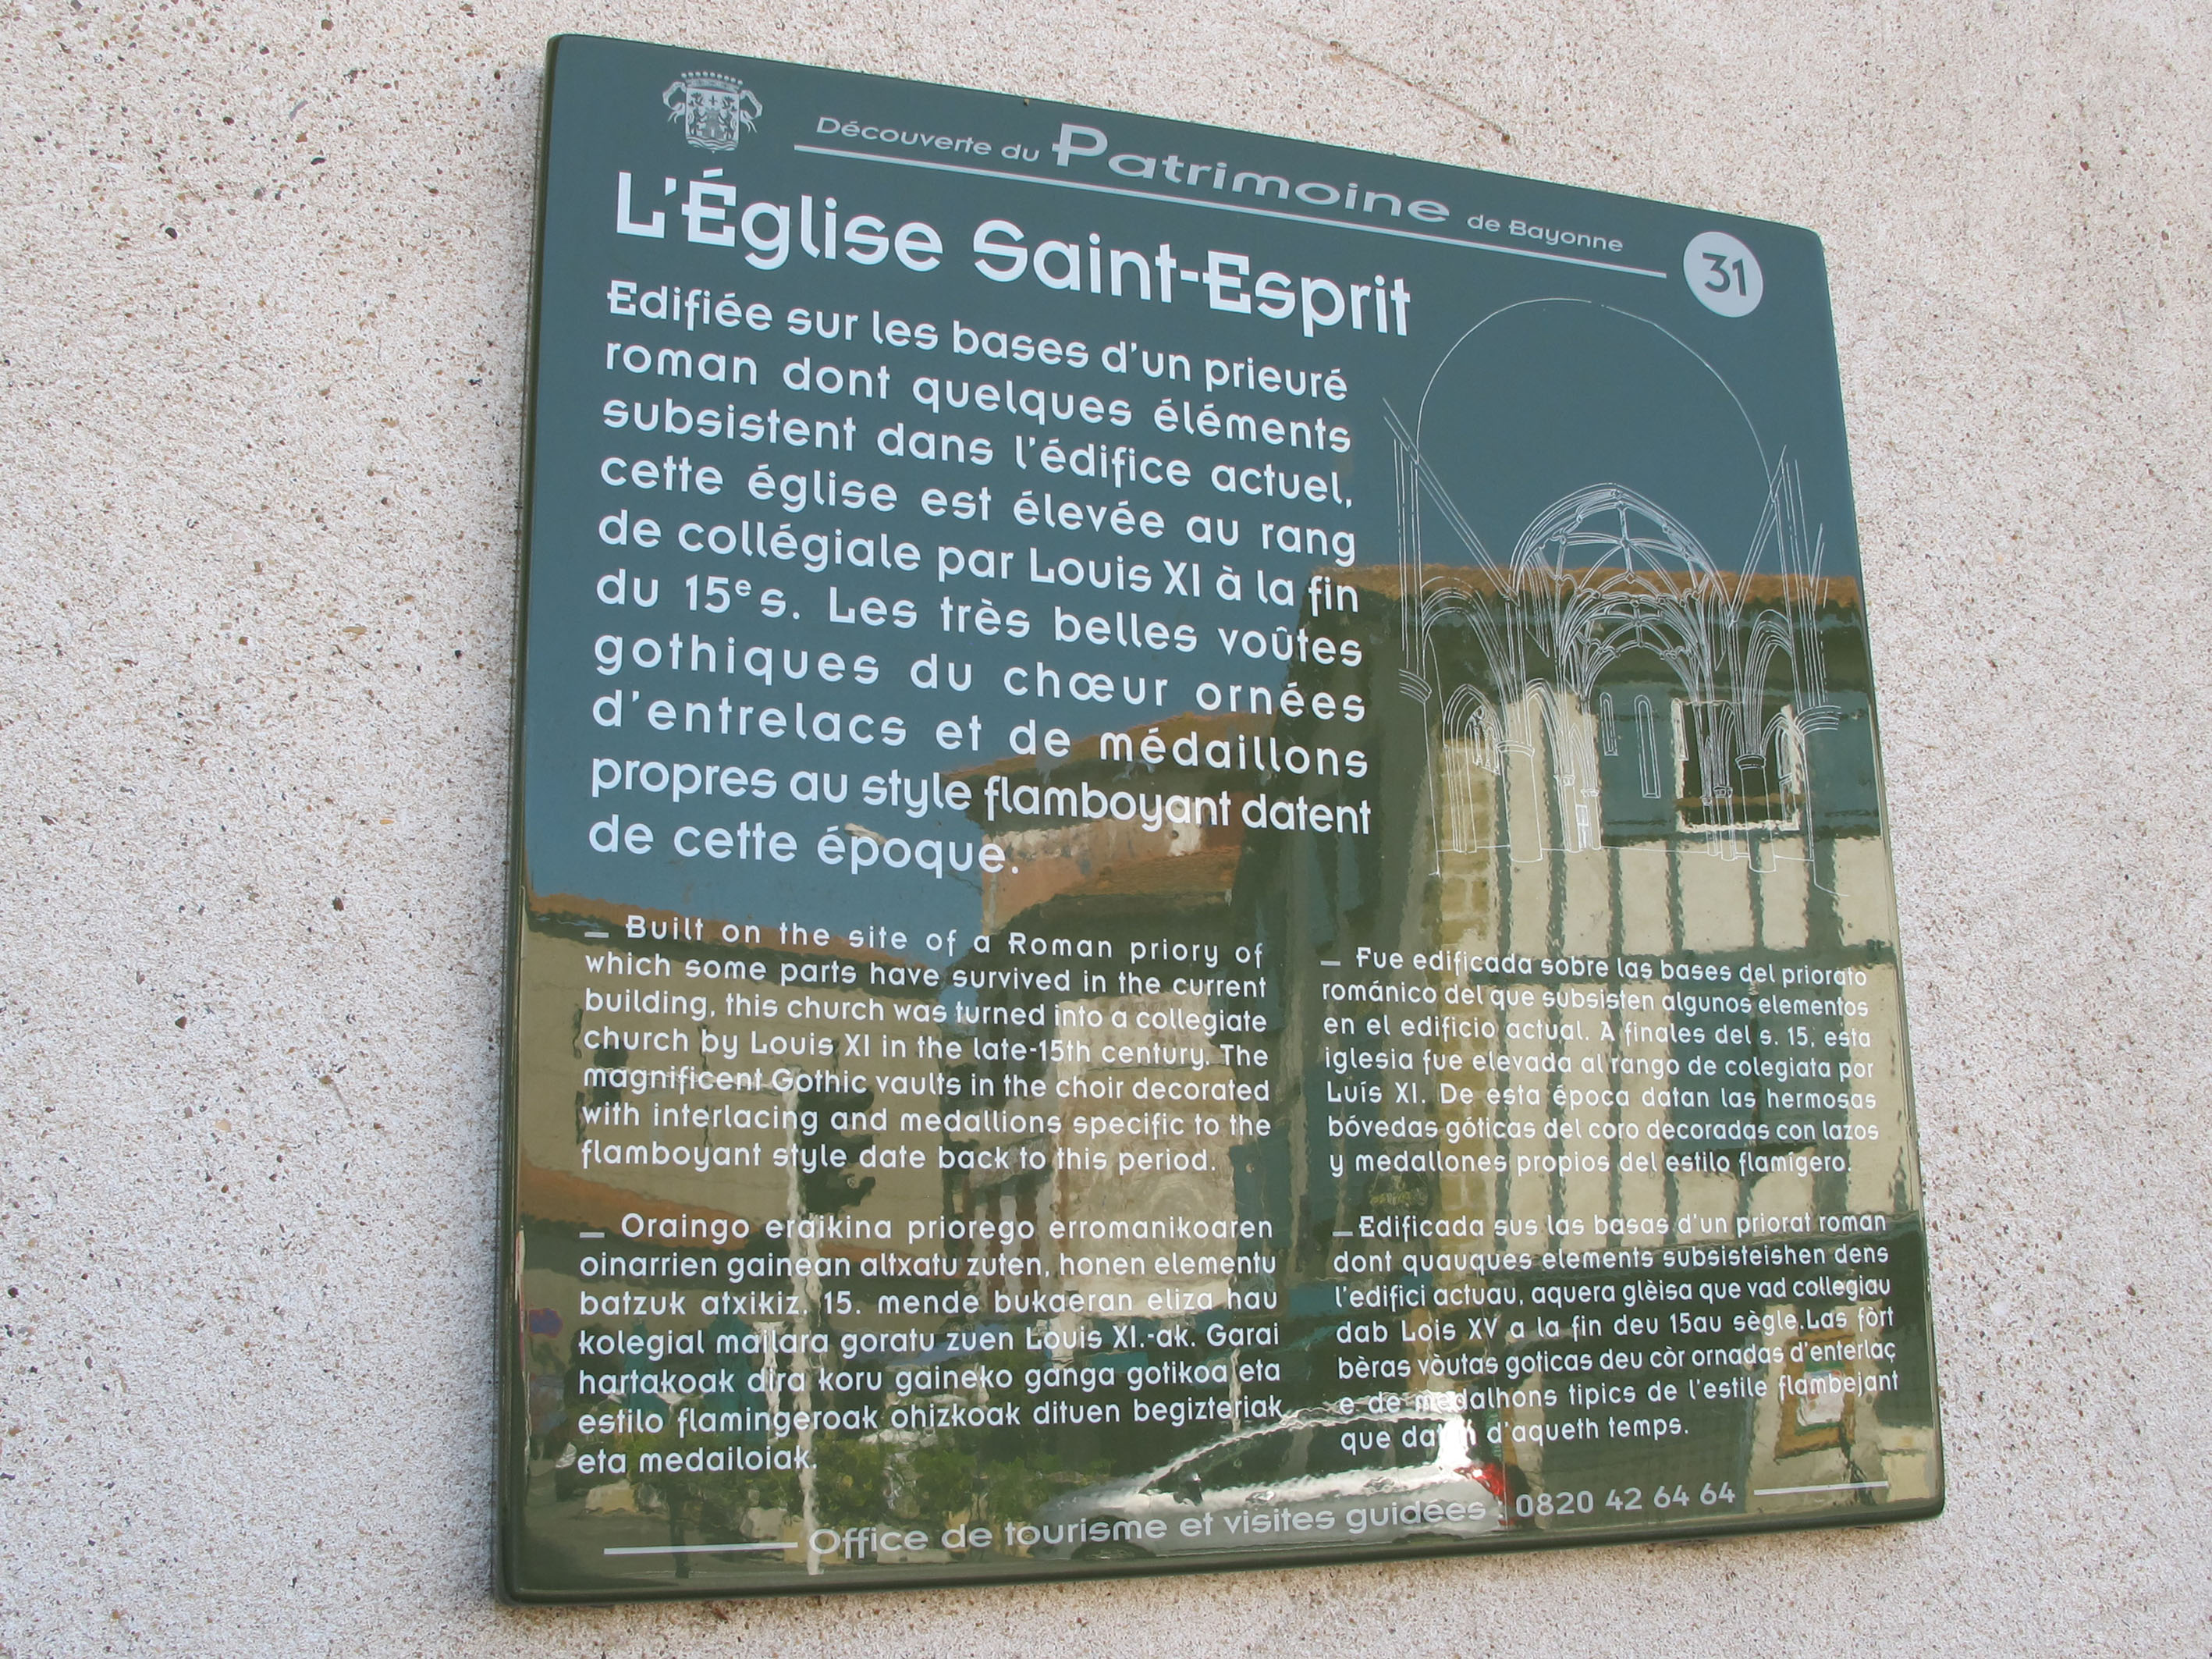 Découverte du Patrimoine de Bayonne
31
L'Église Saint-Esprit
Edifiée sur les bases d'un prieuré
roman dont quelques éléments
subsistent dans l'édifice actuel,
cette église est élevée au rang
de collégiale par Louis XI à la fin
du 15e s. Les très belles voûtes
gothiques du chœur ornées
d'entrelacs et de médaillons
propres au style flamboyant datent
de cette époque.
_ Built on the site of a Roman priory of
which some parts have survived in the current
building, this church was turned into a collegiate
church by Louis XI in the late-15th century. The
magnificent Gothic vaults in the choir decorated
with interlacing and medallions specific to the
flamboyant style date back to this period.
_ Fue edificada sobre las bases del priorato
románico del que subsisten algunos elementos
en el edificio actual. A finales del s. 15, esta
iglesia fue elevada al rango de colegiata por
Luís XI. De esta época datan las hermosas
bóvedas góticas del coro decoradas con lazos
y medallones propios del estilo flamígero.
_ Oraingo eraikina priorego erromanikoaren
oinarrien gainean altxatu zuten, honen elementu
batzuk atxikiz. 15. mende bukaeran eliza hau
kolegial mailara goratu zuen Louis XI.-ak. Garai
hartakoak dira koru gaineko ganga gotikoa eta
estilo flamingeroak ohizkoak dituen begizteriak
eta medailoiak.
_ Edificada sus las basas d'un priorat roman
dont quauques elements subsisteishen dens
l'edifici actuau, aquera glèisa que vad collegiau
dab Loïs XV a la fin deu 15au sègle.Las fòrt
bèras vòutas goticas deu còr ornadas d'enterlaç
e de medalhons tipics de l'estile flambejant
que d'aqueth temps.
Office de tourisme et visites guidées : 0820 42 64 64